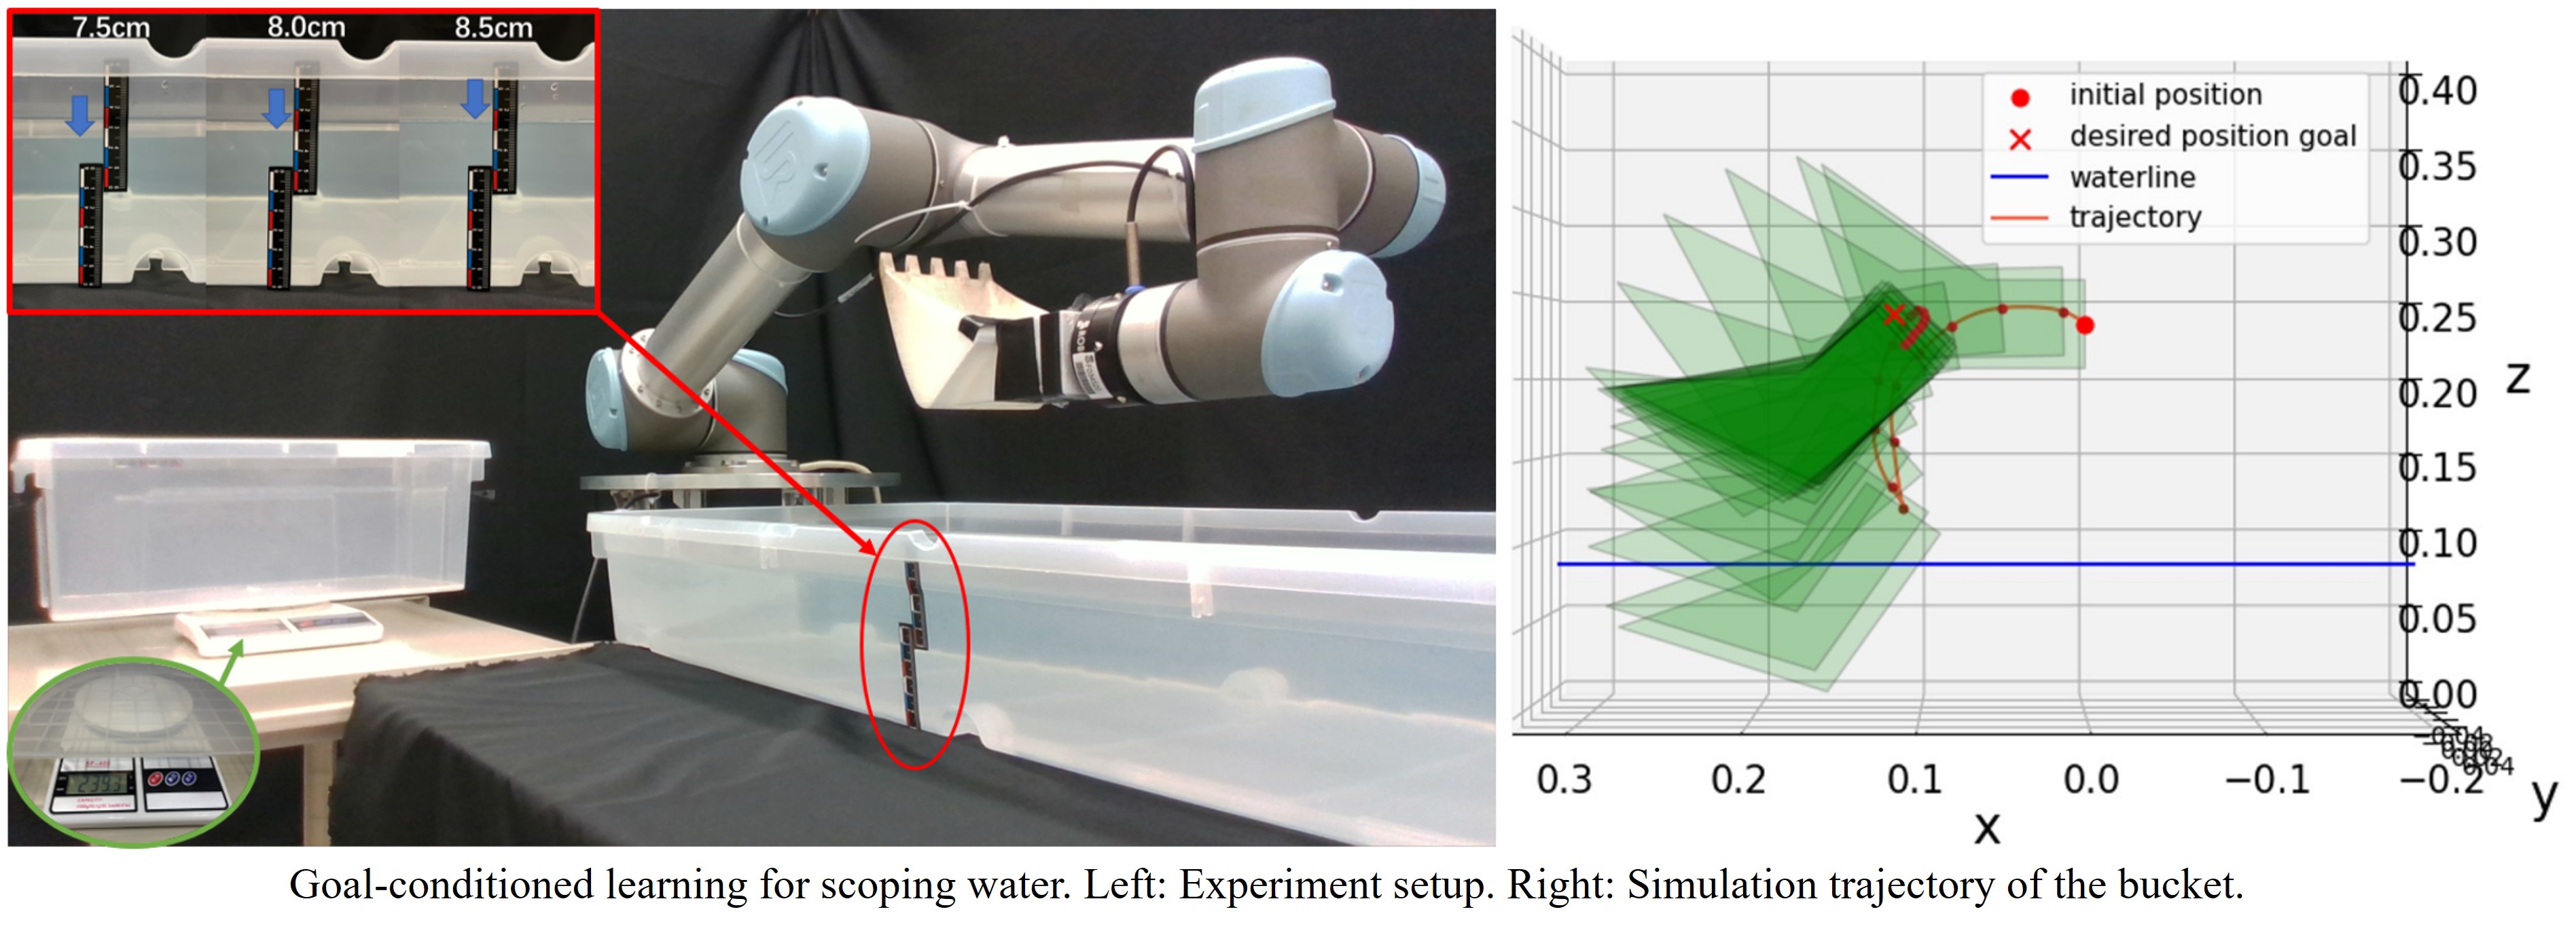 7.5cm 8.0cm 8.5cm
initial position
desired position goal
waterline
trajectory
0.40
0.35
0.30
0.25
0.20
0.15
0.10
0.05
0.00
z
0.3 0.2 0.1 0.0 −0.1 −0.2
x
y
Goal-conditioned learning for scoping water. Left: Experiment setup. Right: Simulation trajectory of the bucket.